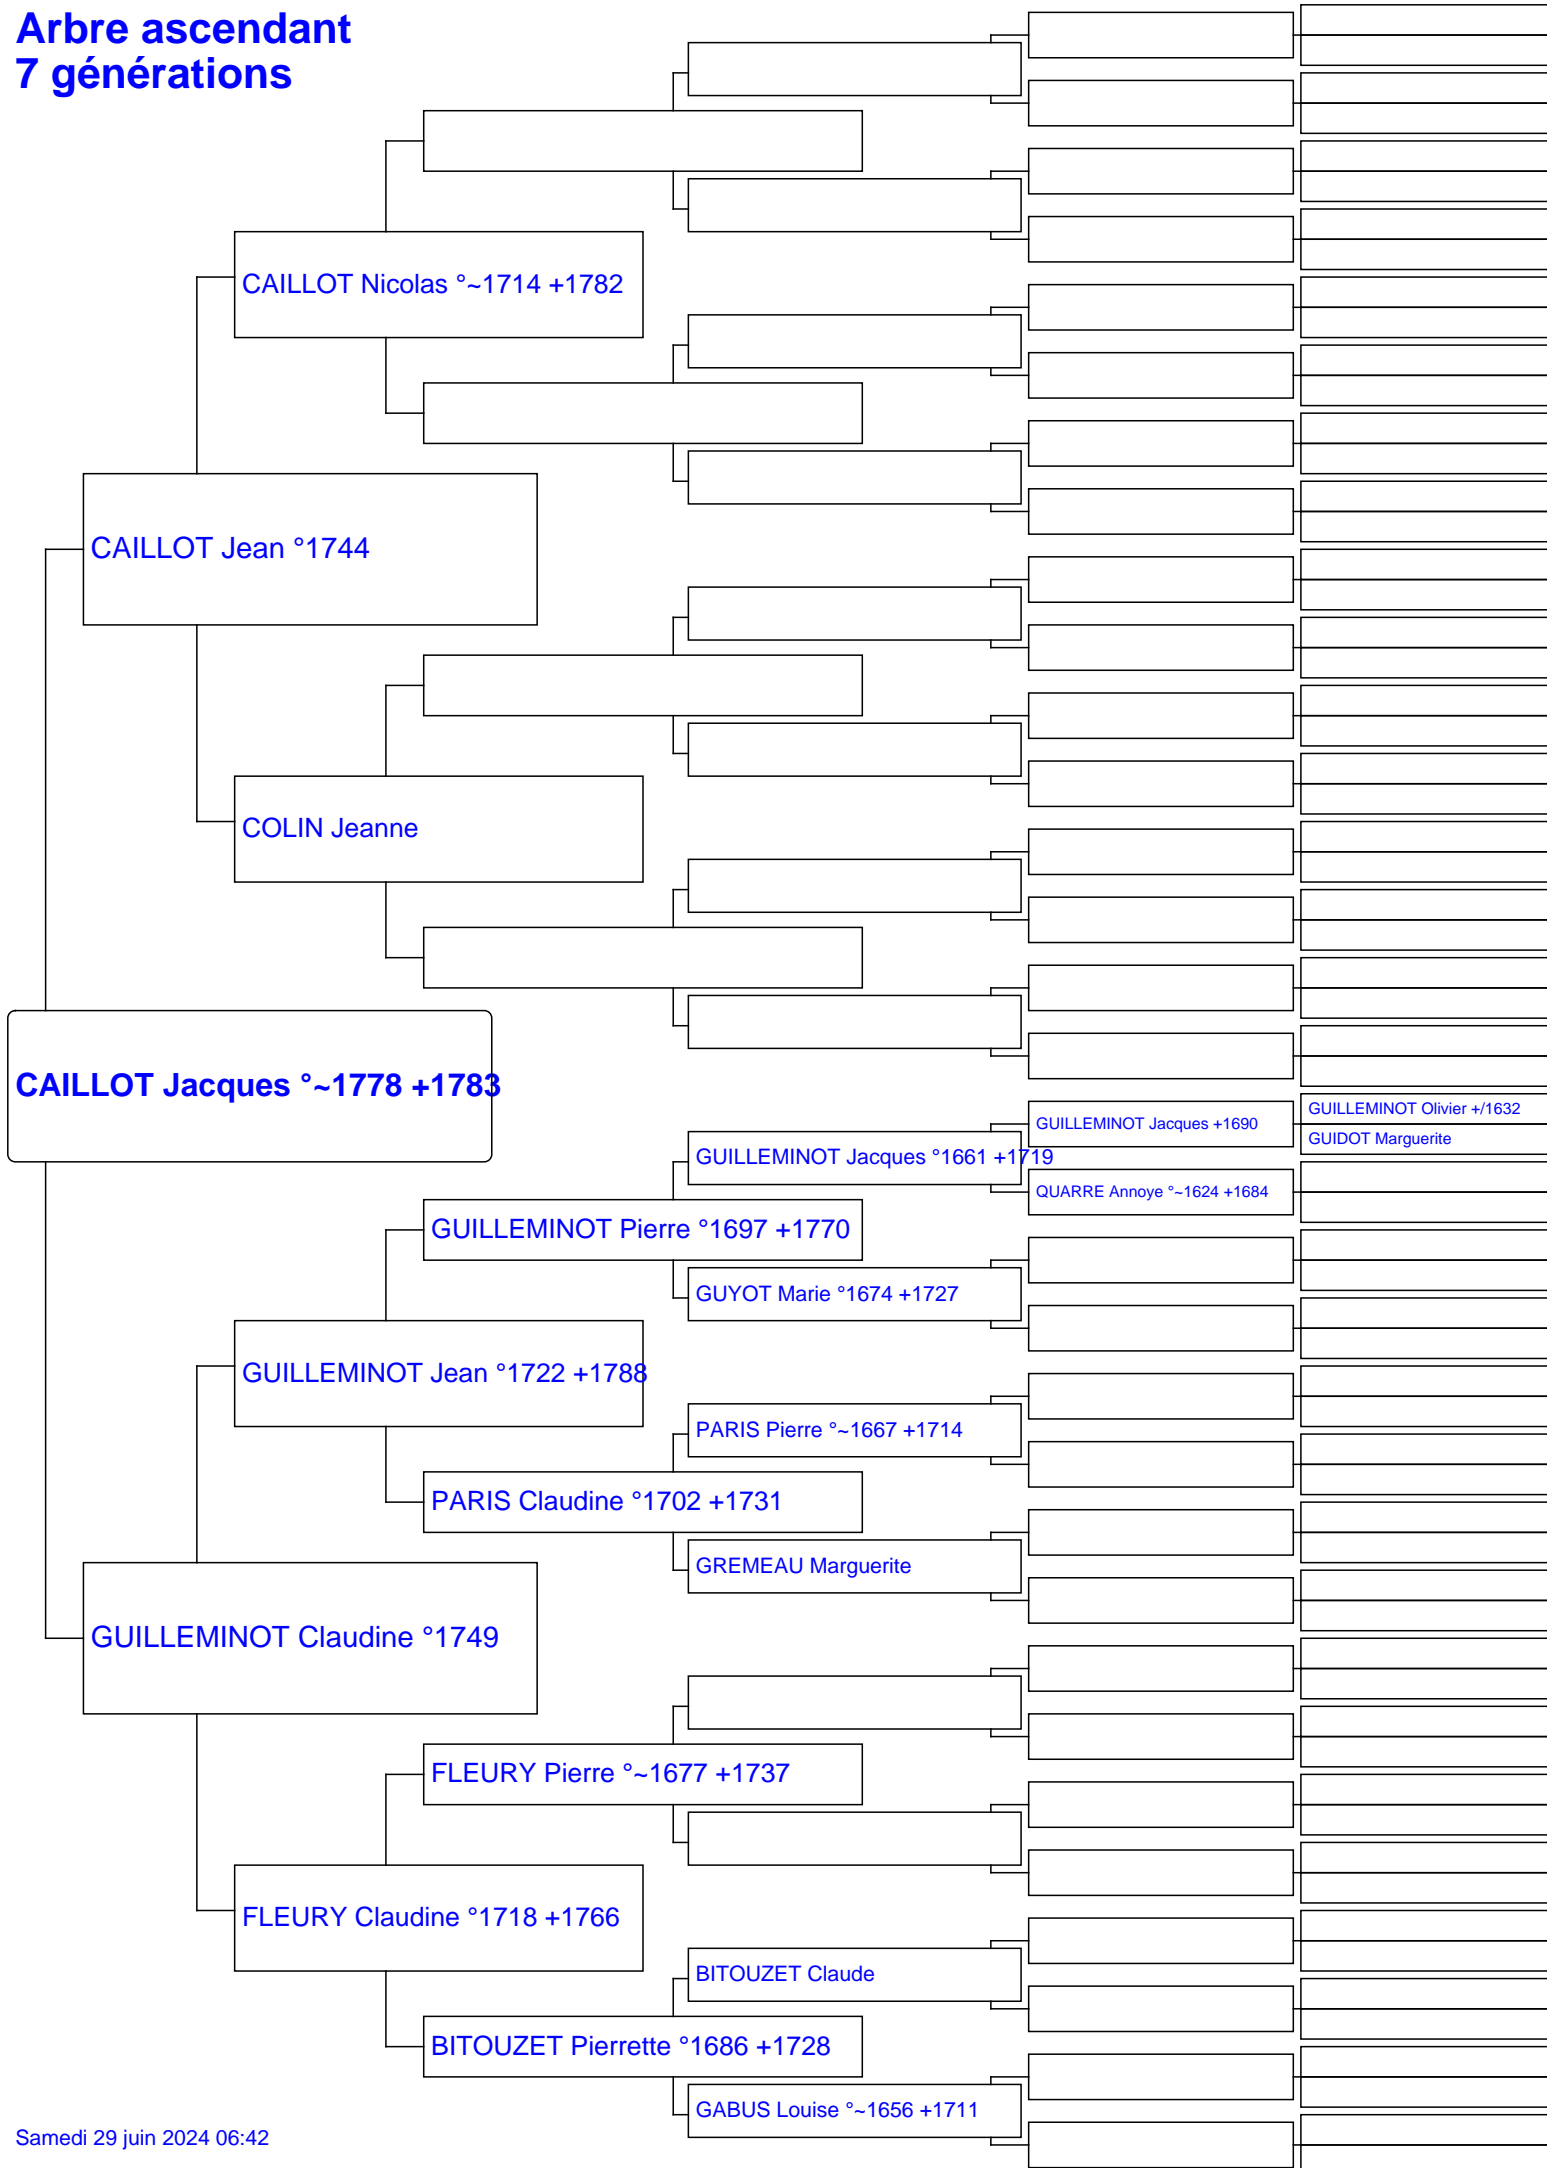 Arbre ascendant
7 générations
CAILLOT Nicolas °~1714 +1782
CAILLOT Jean °1744
COLIN Jeanne
CAILLOT Jacques °~1778 +1783
GUILLEMINOT Olivier +/1632
GUILLEMINOT Jacques +1690
GUIDOT Marguerite
GUILLEMINOT Jacques °1661 +1719
QUARRE Annoye °~1624 +1684
GUILLEMINOT Pierre °1697 +1770
GUYOT Marie °1674 +1727
GUILLEMINOT Jean °1722 +1788
PARIS Pierre °~1667 +1714
PARIS Claudine °1702 +1731
GREMEAU Marguerite
GUILLEMINOT Claudine °1749
FLEURY Pierre °~1677 +1737
FLEURY Claudine °1718 +1766
BITOUZET Claude
BITOUZET Pierrette °1686 +1728
GABUS Louise °~1656 +1711
Samedi 29 juin 2024 06:42